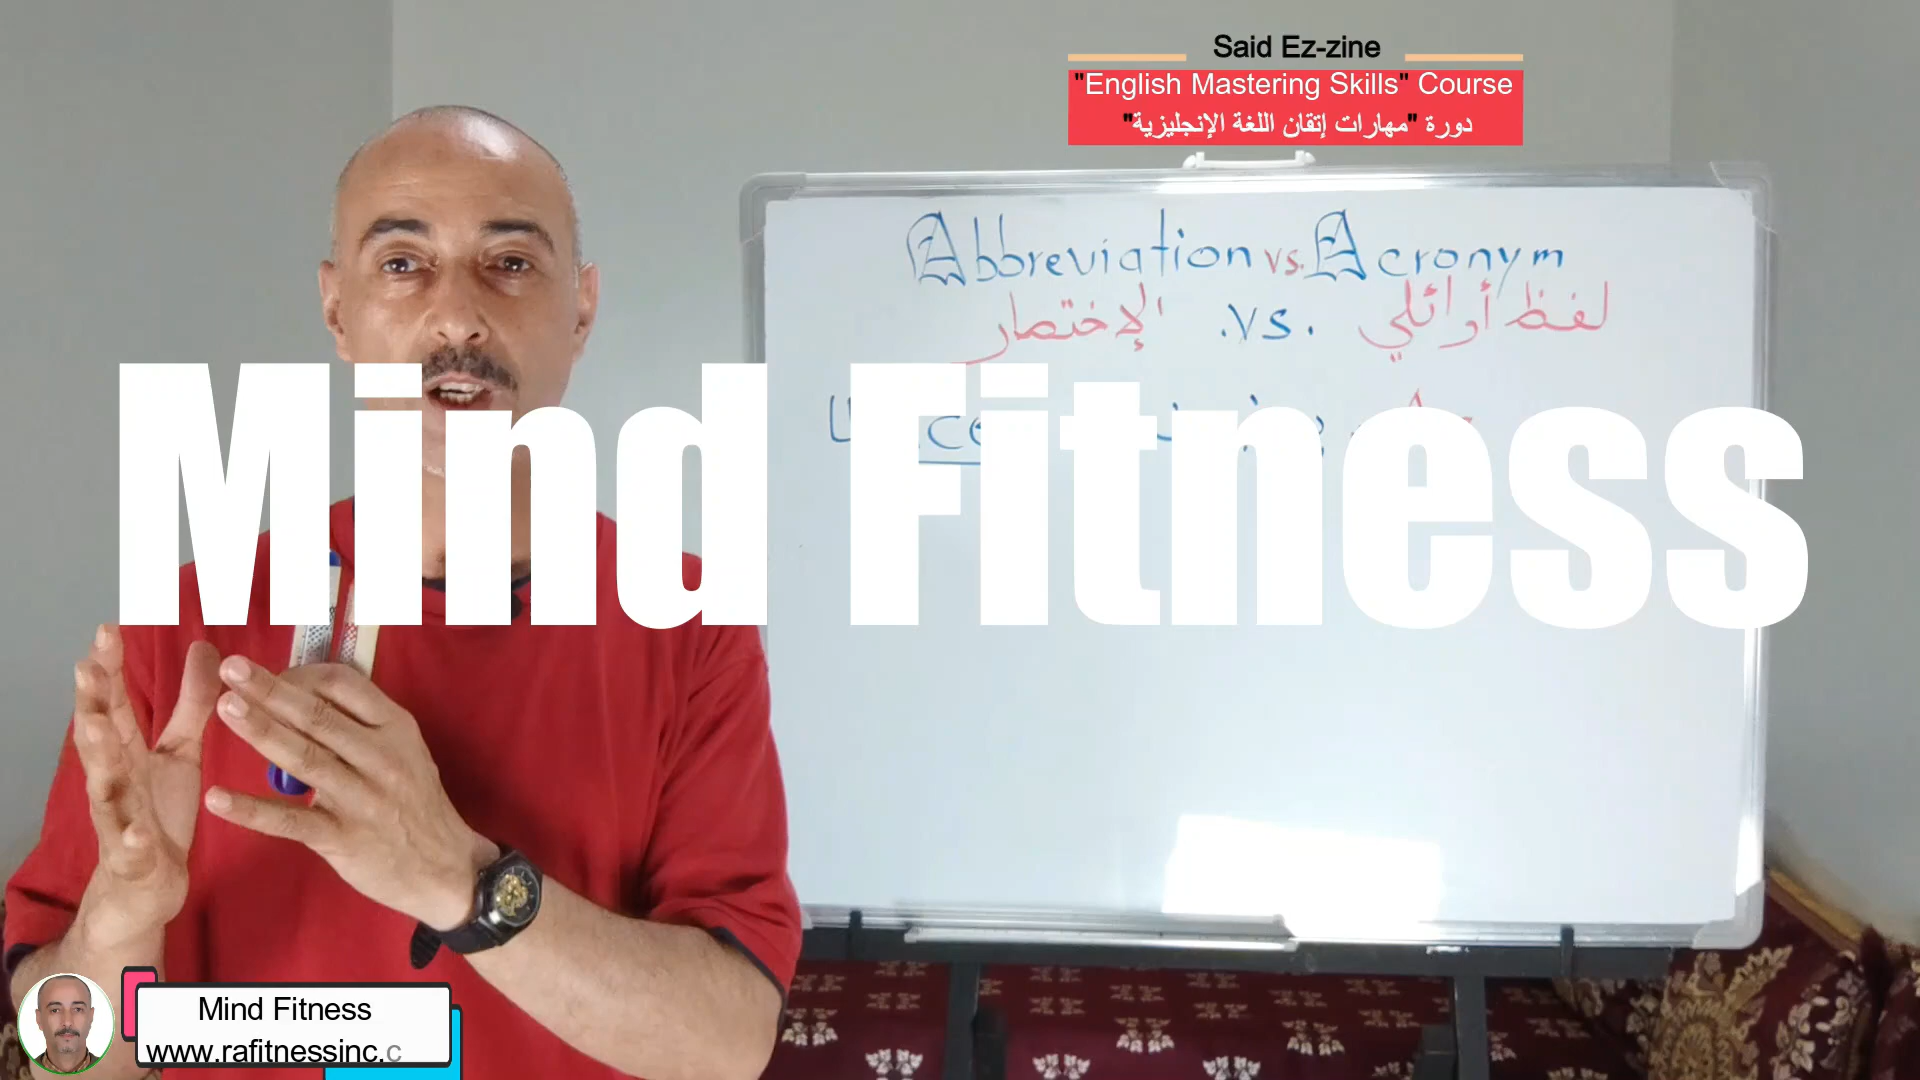 Said Ez-zine
"English Mastering Skills" Course
دورة "مهارات إتقان اللغة الإنجليزية"
Abbreviation vs. Acronym
الإختصار .vs. لفظ أوائلي
Mind Fitness
Mind Fitness
www.rafitnessinc.c